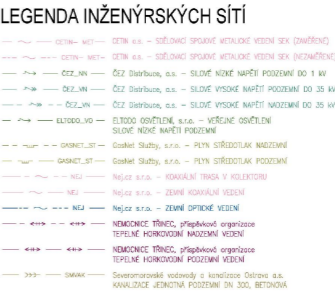 LEGENDA INŽENÝRSKÝCH SÍTÍ
CETIN- MET CETIN a.s. - SDĚLOVACÍ SPOJOVÉ METALICKÉ VEDENÍ SEK (ZAMĚŘENÉ)
CETIN- MET CETIN a.s. - SDĚLOVACÍ SPOJOVÉ METALICKÉ VEDENÍ SEK (NEZAMĚŘENÉ)
ČEZ_NN ČEZ Distribuce, a.s. - SILOVÉ NÍZKÉ NAPĚTÍ PODZEMNÍ DO 1 kV
ČEZ_VN ČEZ Distribuce, a.s. - SILOVÉ VYSOKÉ NAPĚTÍ PODZEMNÍ DO 35 kV
ČEZ_VN ČEZ Distribuce, a.s. - SILOVÉ VYSOKÉ NAPĚTÍ NADZEMNÍ DO 35 kV
ELTODO_VO ELTODO OSVĚTLENÍ, s.r.o. - VEŘEJNÉ OSVĚTLENÍ
SILOVÉ NÍZKÉ NAPĚTÍ PODZEMNÍ
GASNET_ST GasNet Služby, s.r.o. - PLYN STŘEDOTLAK NADZEMNÍ
GASNET_ST GasNet Služby, s.r.o. - PLYN STŘEDOTLAK PODZEMNÍ
NEJ Nej.cz s.r.o. - KOAXIÁLNÍ TRASA V KOLEKTORU
NEJ Nej.cz s.r.o. - ZEMNÍ KOAXIÁLNÍ VEDENÍ
NEJ Nej.cz s.r.o. - ZEMNÍ OPTICKÉ VEDENÍ
NEMOCNICE TŘINEC, příspěvková organizace
TEPELNÉ HORKOVODNÍ NADZEMNÍ VEDENÍ
NEMOCNICE TŘINEC, příspěvková organizace
TEPELNÉ HORKOVODNÍ PODZEMNÍ VEDENÍ
SMVAK Severomoravské vodovody a kanalizace Ostrava a.s.
KANALIZACE JEDNOTNÁ PODZEMNÍ DN 300, BETONOVÁ